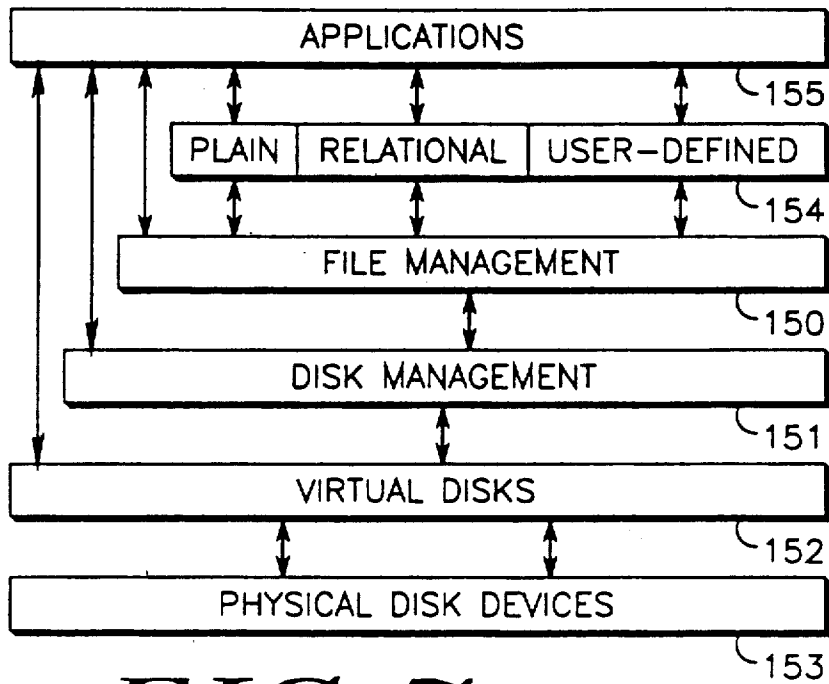 APPLICATIONS
155
PLAIN RELATIONAL USER-DEFINED
154
FILE MANAGEMENT
150
DISK MANAGEMENT
151
VIRTUAL DISKS
152
PHYSICAL DISK DEVICES
153